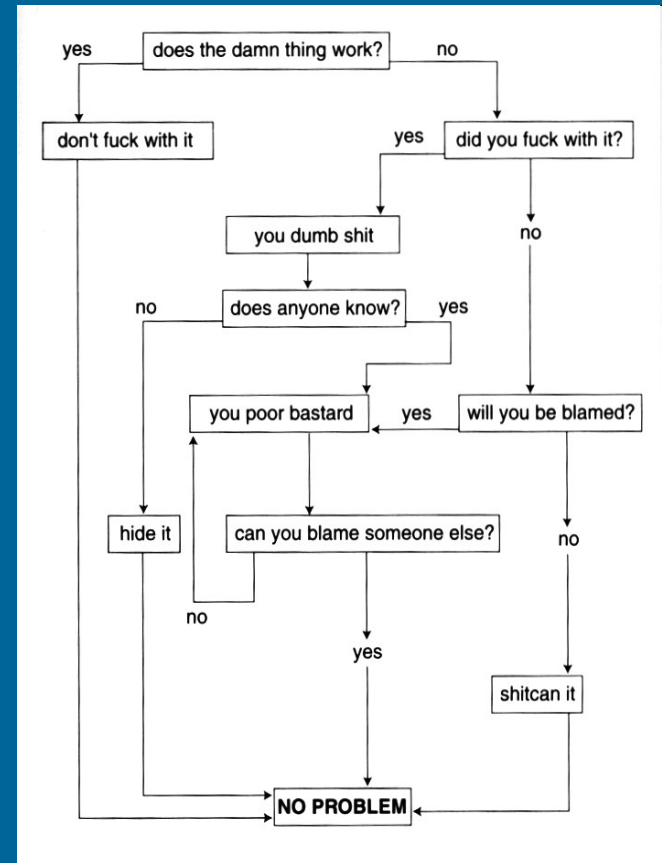 does the damn thing work?
yes
no
don't fuck with it
yes
did you fuck with it?
you dumb shit
no
no
does anyone know?
yes
you poor bastard
yes
will you be blamed?
hide it
can you blame someone else?
no
no
yes
shitcan it
NO PROBLEM